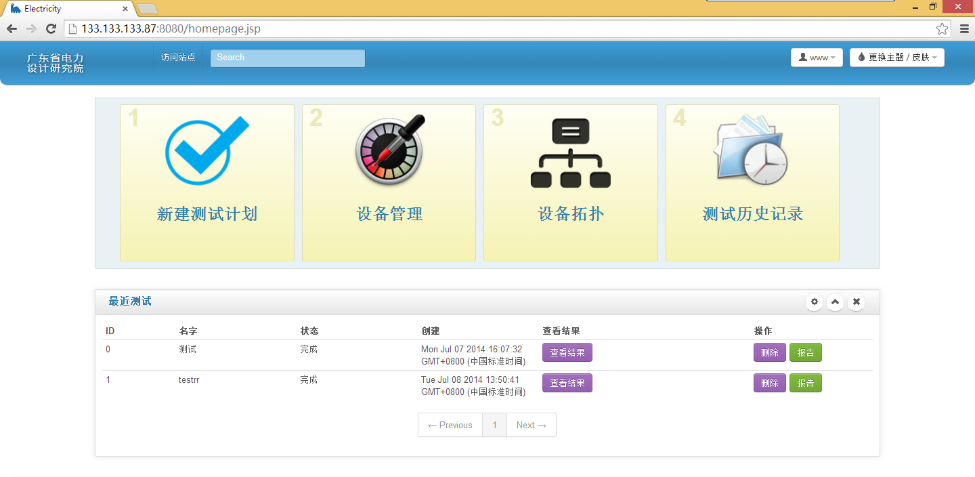 Electricity
133.133.133.87:8080/homepage.jsp
广东省电力
设计研究院
访问站点
Search
www
更换主题 / 皮肤
1
2
3
4
新建测试计划
设备管理
设备拓扑
测试历史记录
最近测试
ID 名字 状态 创建 查看结果 操作
0 测试 完成 Mon Jul 07 2014 16:07:32 查看结果 删除 报告
GMT+0800 (中国标准时间)
1 testrr 完成 Tue Jul 08 2014 13:50:41 查看结果 删除 报告
GMT+0800 (中国标准时间)
← Previous 1 Next →